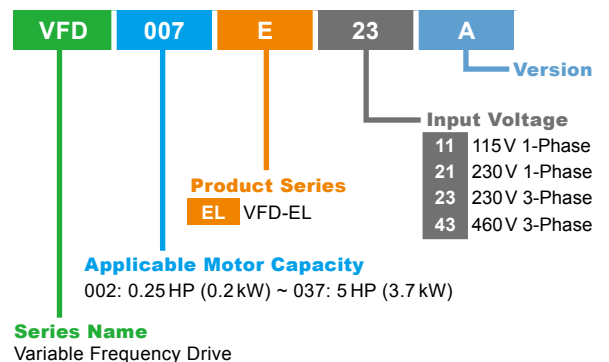 VFD 007 E 23 A
Version
Input Voltage
11 115V 1-Phase
21 230V 1-Phase
23 230V 3-Phase
43 460V 3-Phase
Product Series
EL VFD-EL
Applicable Motor Capacity
002: 0.25HP (0.2kW) ~ 037: 5HP (3.7kW)
Series Name
Variable Frequency Drive